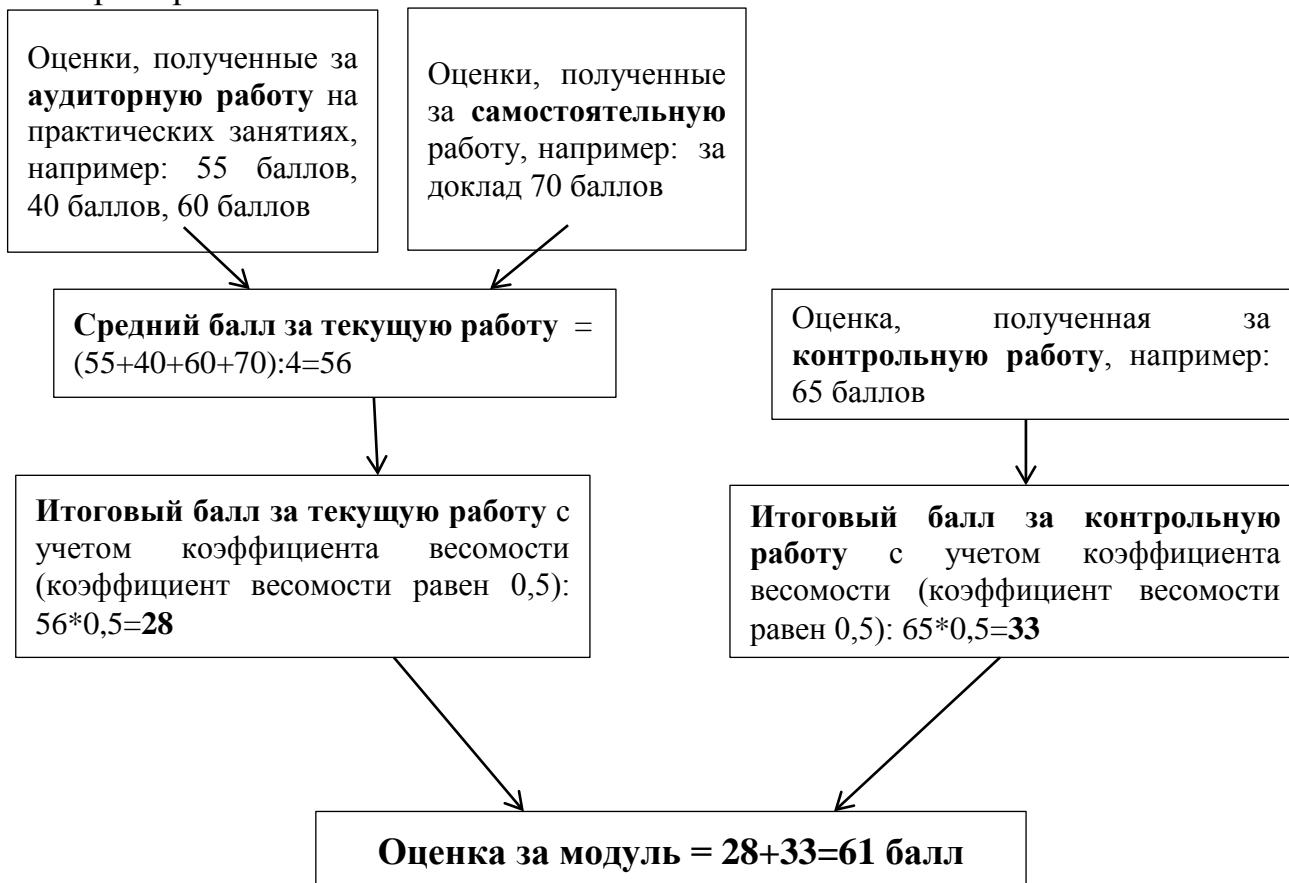 Оценки, полученные за
аудиторную работу на
практических занятиях,
например: 55 баллов,
40 баллов, 60 баллов
Оценки, полученные
за самостоятельную
работу, например: за
доклад 70 баллов
Средний балл за текущую работу =
(55+40+60+70):4=56
Оценка, полученная за
контрольную работу, например:
65 баллов
Итоговый балл за текущую работу с
учетом коэффициента весомости
(коэффициент весомости равен 0,5):
56*0,5=28
Итоговый балл за контрольную
работу с учетом коэффициента
весомости (коэффициент весомости
равен 0,5): 65*0,5=33
Оценка за модуль = 28+33=61 балл